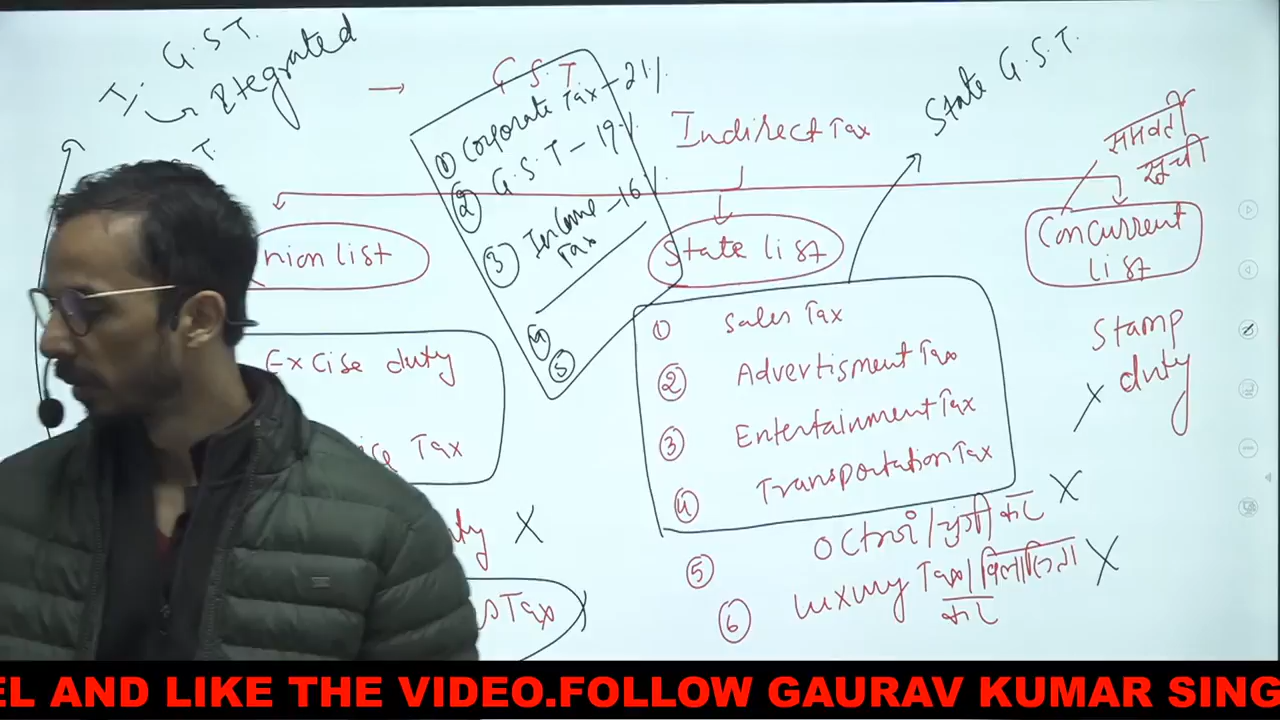 I. G.S.T.
Integrated
G.S.T
① Corporate Tax - 21%
② G.S.T - 19%
③ Income Tax - 16%
④
⑤
Indirect Tax
State G.S.T.
समवर्ती
सूची
nion list
State list
Concurrent
list
Excise duty
ice Tax
ty X
s Tax
① Sales Tax
② Advertisment Tax
③ Entertainment Tax
④ Transportation Tax
⑤ Octroi/चुंगी कर X
⑥ Luxury Tax/विलासिता X
कर
Stamp
duty
X
EL AND LIKE THE VIDEO.FOLLOW GAURAV KUMAR SING